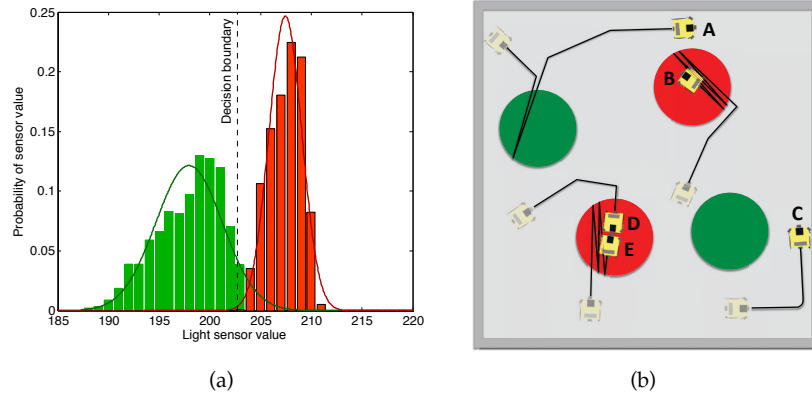 0.25
0.2
0.15
0.1
0.05
0
Probability of sensor value
Decision boundary
185 190 195 200 205 210 215 220
Light sensor value
(a)
A
B
C
D
E
(b)